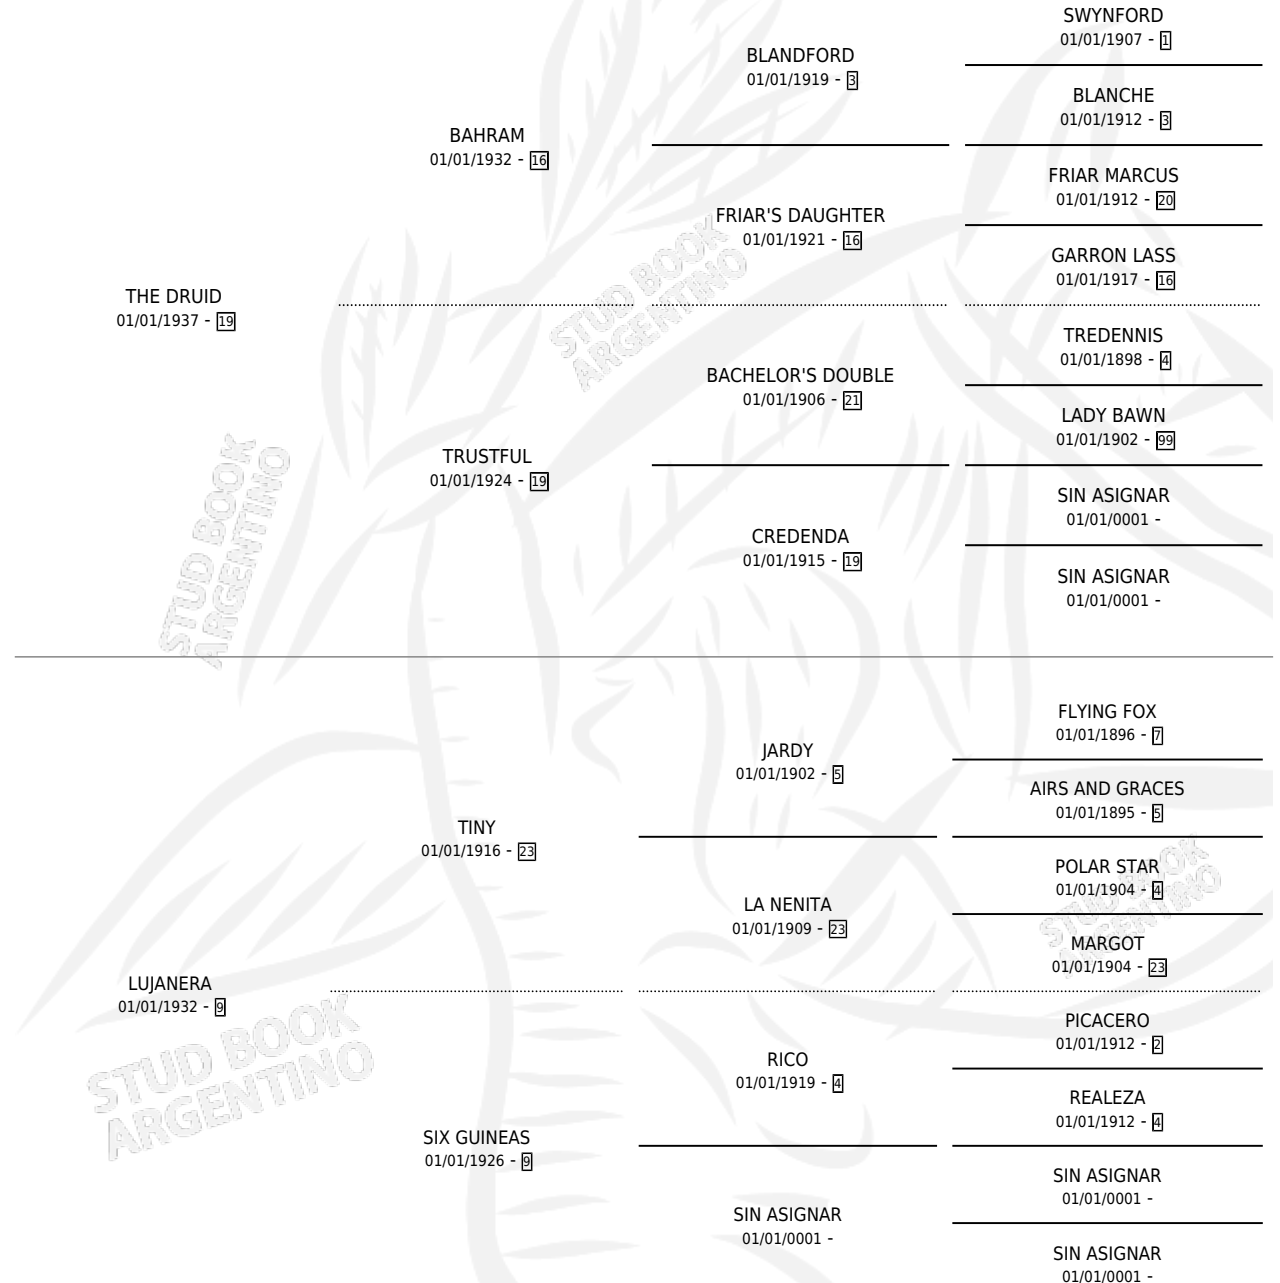 SWYNFORD
01/01/1907 - 1
BLANDFORD
01/01/1919 - 3
BLANCHE
01/01/1912 - 3
BAHRAM
01/01/1932 - 16
FRIAR MARCUS
01/01/1912 - 20
FRIAR'S DAUGHTER
01/01/1921 - 16
GARRON LASS
01/01/1917 - 16
THE DRUID
01/01/1937 - 19
TREDENNIS
01/01/1898 - 4
BACHELOR'S DOUBLE
01/01/1906 - 21
LADY BAWN
01/01/1902 - 99
TRUSTFUL
01/01/1924 - 19
SIN ASIGNAR
01/01/0001 -
CREDENDA
01/01/1915 - 19
SIN ASIGNAR
01/01/0001 -
FLYING FOX
01/01/1896 - 7
JARDY
01/01/1902 - 5
AIRS AND GRACES
01/01/1895 - 5
TINY
01/01/1916 - 23
POLAR STAR
01/01/1904 - 4
LA NENITA
01/01/1909 - 23
MARGOT
01/01/1904 - 23
LUJANERA
01/01/1932 - 9
PICACERO
01/01/1912 - 2
RICO
01/01/1919 - 4
REALEZA
01/01/1912 - 4
SIX GUINEAS
01/01/1926 - 9
SIN ASIGNAR
01/01/0001 -
SIN ASIGNAR
01/01/0001 -
SIN ASIGNAR
01/01/0001 -
STUD BOOK
ARGENTINO
STUD BOOK
ARGENTINO
STUD BOOK
ARGENTINO
STUD BOOK
ARGENTINO